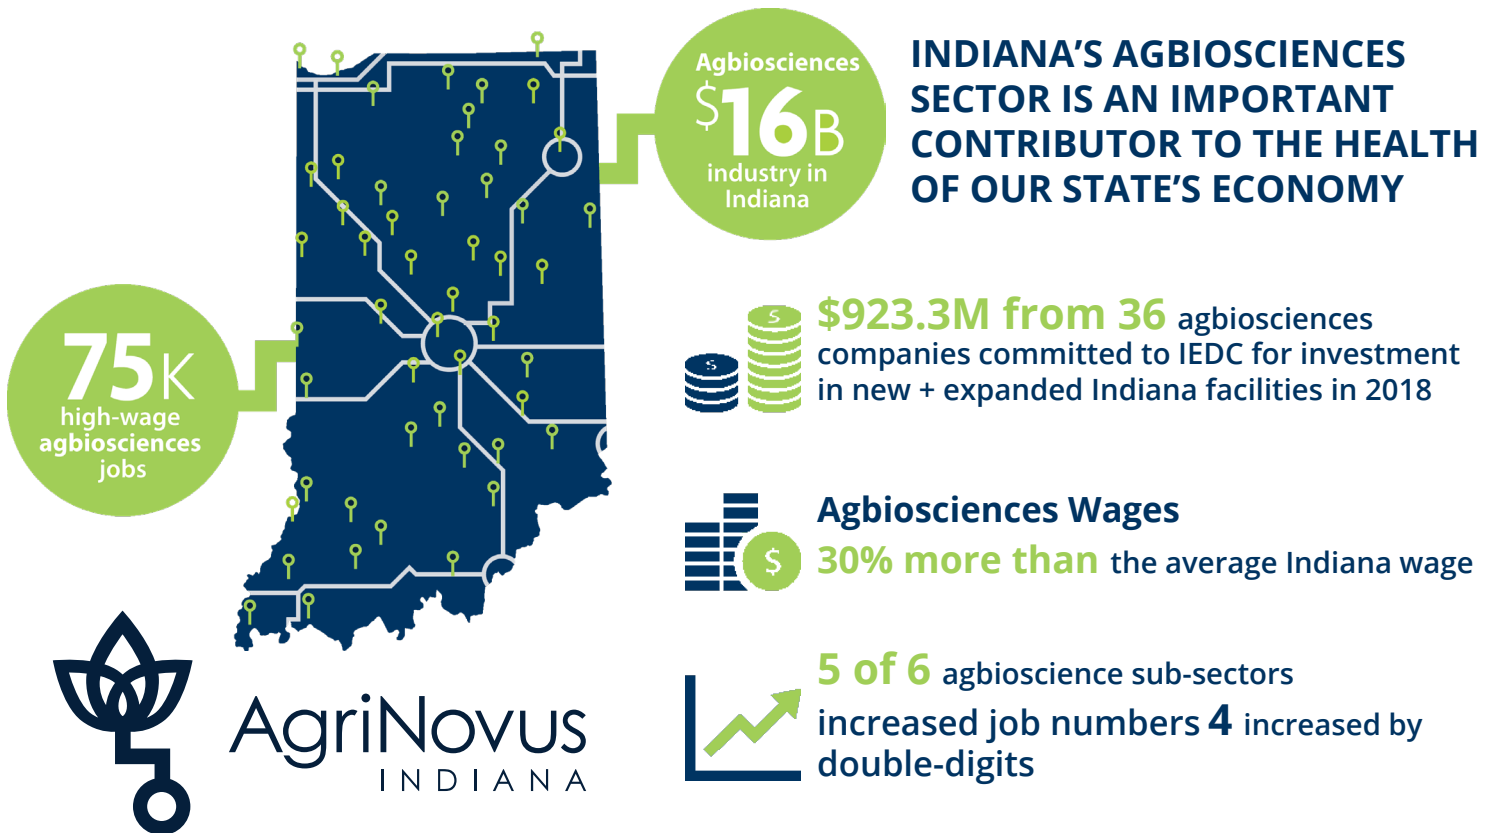 Agbiosciences
$16B
industry in
Indiana
INDIANA'S AGBIOSCIENCES
SECTOR IS AN IMPORTANT
CONTRIBUTOR TO THE HEALTH
OF OUR STATE'S ECONOMY
75K
high-wage
agbiosciences
jobs
$
$
$923.3M from 36 agbiosciences
companies committed to IEDC for investment
in new + expanded Indiana facilities in 2018
$
Agbiosciences Wages
30% more than the average Indiana wage
5 of 6 agbioscience sub-sectors
increased job numbers 4 increased by
double-digits
AgriNovus
INDIANA